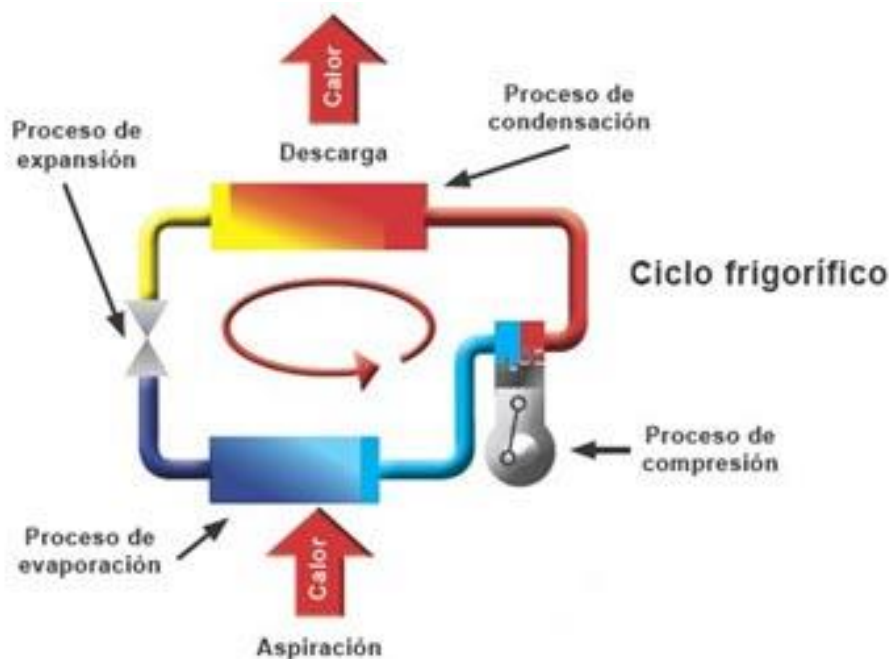 Calor
Proceso de
condensación
Proceso de
expansión
Descarga
Ciclo frigorífico
Proceso de
compresión
Proceso de
evaporación
Calor
Aspiración